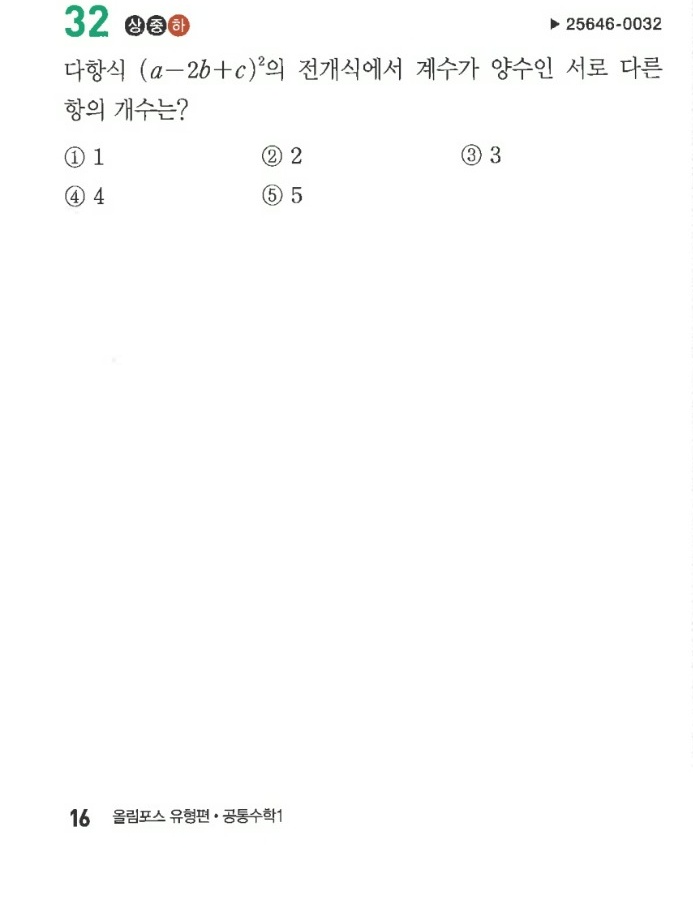 32 상 중 하 ▶ 25646-0032
다항식 (a-2b+c)²의 전개식에서 계수가 양수인 서로 다른
항의 개수는?
① 1 ② 2 ③ 3
④ 4 ⑤ 5
16 올림포스 유형편 • 공통수학1